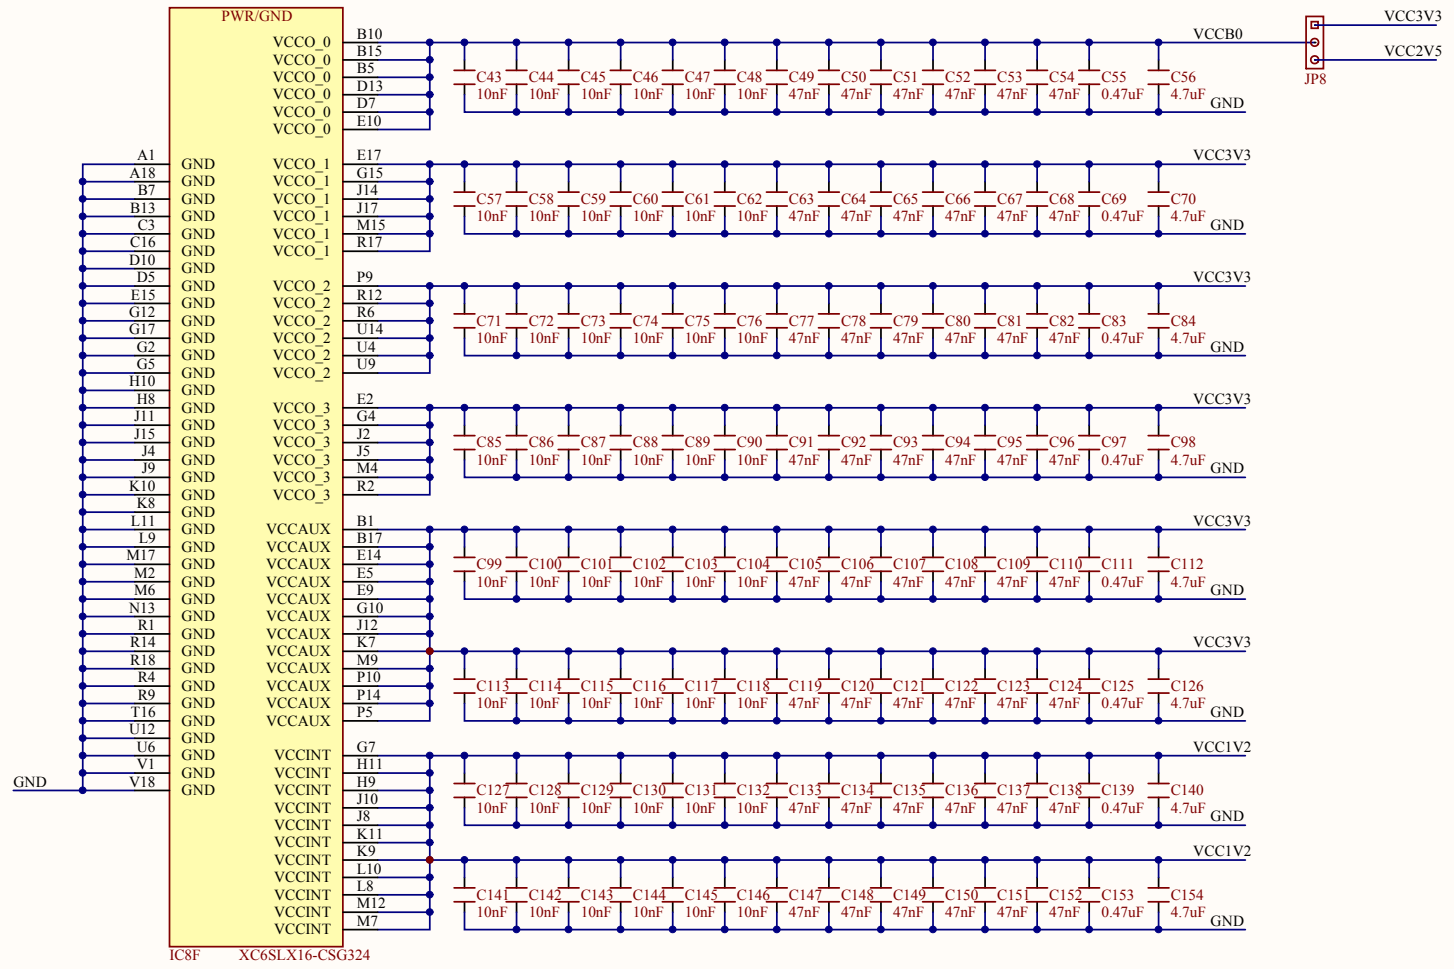 PWR/GND
VCC3V3
VCCO_0 B10 VCCB0
VCCO_0 B15
VCC2V5
VCCO_0 B5
JP8
VCCO_0 D13
VCCO_0 D7
VCCO_0 E10
C43 C44 C45 C46 C47 C48 C49 C50 C51 C52 C53 C54 C55 C56
10nF 10nF 10nF 10nF 10nF 10nF 47nF 47nF 47nF 47nF 47nF 47nF 0.47uF 4.7uF
GND
A1 GND VCCO_1 E17 VCC3V3
A18 GND VCCO_1 G15
B7 GND VCCO_1 J14
B13 GND VCCO_1 J17
C3 GND VCCO_1 M15
C16 GND VCCO_1 R17
C57 C58 C59 C60 C61 C62 C63 C64 C65 C66 C67 C68 C69 C70
10nF 10nF 10nF 10nF 10nF 10nF 47nF 47nF 47nF 47nF 47nF 47nF 0.47uF 4.7uF
GND
D10 GND
D5 GND VCCO_2 P9 VCC3V3
E15 GND VCCO_2 R12
G12 GND VCCO_2 R6
G17 GND VCCO_2 U14
G2 GND VCCO_2 U4
G5 GND VCCO_2 U9
C71 C72 C73 C74 C75 C76 C77 C78 C79 C80 C81 C82 C83 C84
10nF 10nF 10nF 10nF 10nF 10nF 47nF 47nF 47nF 47nF 47nF 47nF 0.47uF 4.7uF
GND
H10 GND
H8 GND VCCO_3 E2 VCC3V3
J11 GND VCCO_3 G4
J15 GND VCCO_3 J2
J4 GND VCCO_3 J5
J9 GND VCCO_3 M4
K10 GND VCCO_3 R2
C85 C86 C87 C88 C89 C90 C91 C92 C93 C94 C95 C96 C97 C98
10nF 10nF 10nF 10nF 10nF 10nF 47nF 47nF 47nF 47nF 47nF 47nF 0.47uF 4.7uF
GND
K8 GND
L11 GND VCCAUX B1 VCC3V3
L9 GND VCCAUX B17
M17 GND VCCAUX E14
M2 GND VCCAUX E5
M6 GND VCCAUX E9
N13 GND VCCAUX G10
R1 GND VCCAUX J12
C99 C100 C101 C102 C103 C104 C105 C106 C107 C108 C109 C110 C111 C112
10nF 10nF 10nF 10nF 10nF 10nF 47nF 47nF 47nF 47nF 47nF 47nF 0.47uF 4.7uF
GND
R14 GND VCCAUX K7 VCC3V3
R18 GND VCCAUX M9
R4 GND VCCAUX P10
R9 GND VCCAUX P14
T16 GND VCCAUX P5
C113 C114 C115 C116 C117 C118 C119 C120 C121 C122 C123 C124 C125 C126
10nF 10nF 10nF 10nF 10nF 10nF 47nF 47nF 47nF 47nF 47nF 47nF 0.47uF 4.7uF
GND
U12 GND
U6 GND VCCINT G7 VCC1V2
V1 GND VCCINT H11
GND V18 GND VCCINT H9
VCCINT J10
VCCINT J8
VCCINT K11
C127 C128 C129 C130 C131 C132 C133 C134 C135 C136 C137 C138 C139 C140
10nF 10nF 10nF 10nF 10nF 10nF 47nF 47nF 47nF 47nF 47nF 47nF 0.47uF 4.7uF
GND
VCCINT K9 VCC1V2
VCCINT L10
VCCINT L8
VCCINT M12
VCCINT M7
C141 C142 C143 C144 C145 C146 C147 C148 C149 C150 C151 C152 C153 C154
10nF 10nF 10nF 10nF 10nF 10nF 47nF 47nF 47nF 47nF 47nF 47nF 0.47uF 4.7uF
GND
IC8F XC6SLX16-CSG324